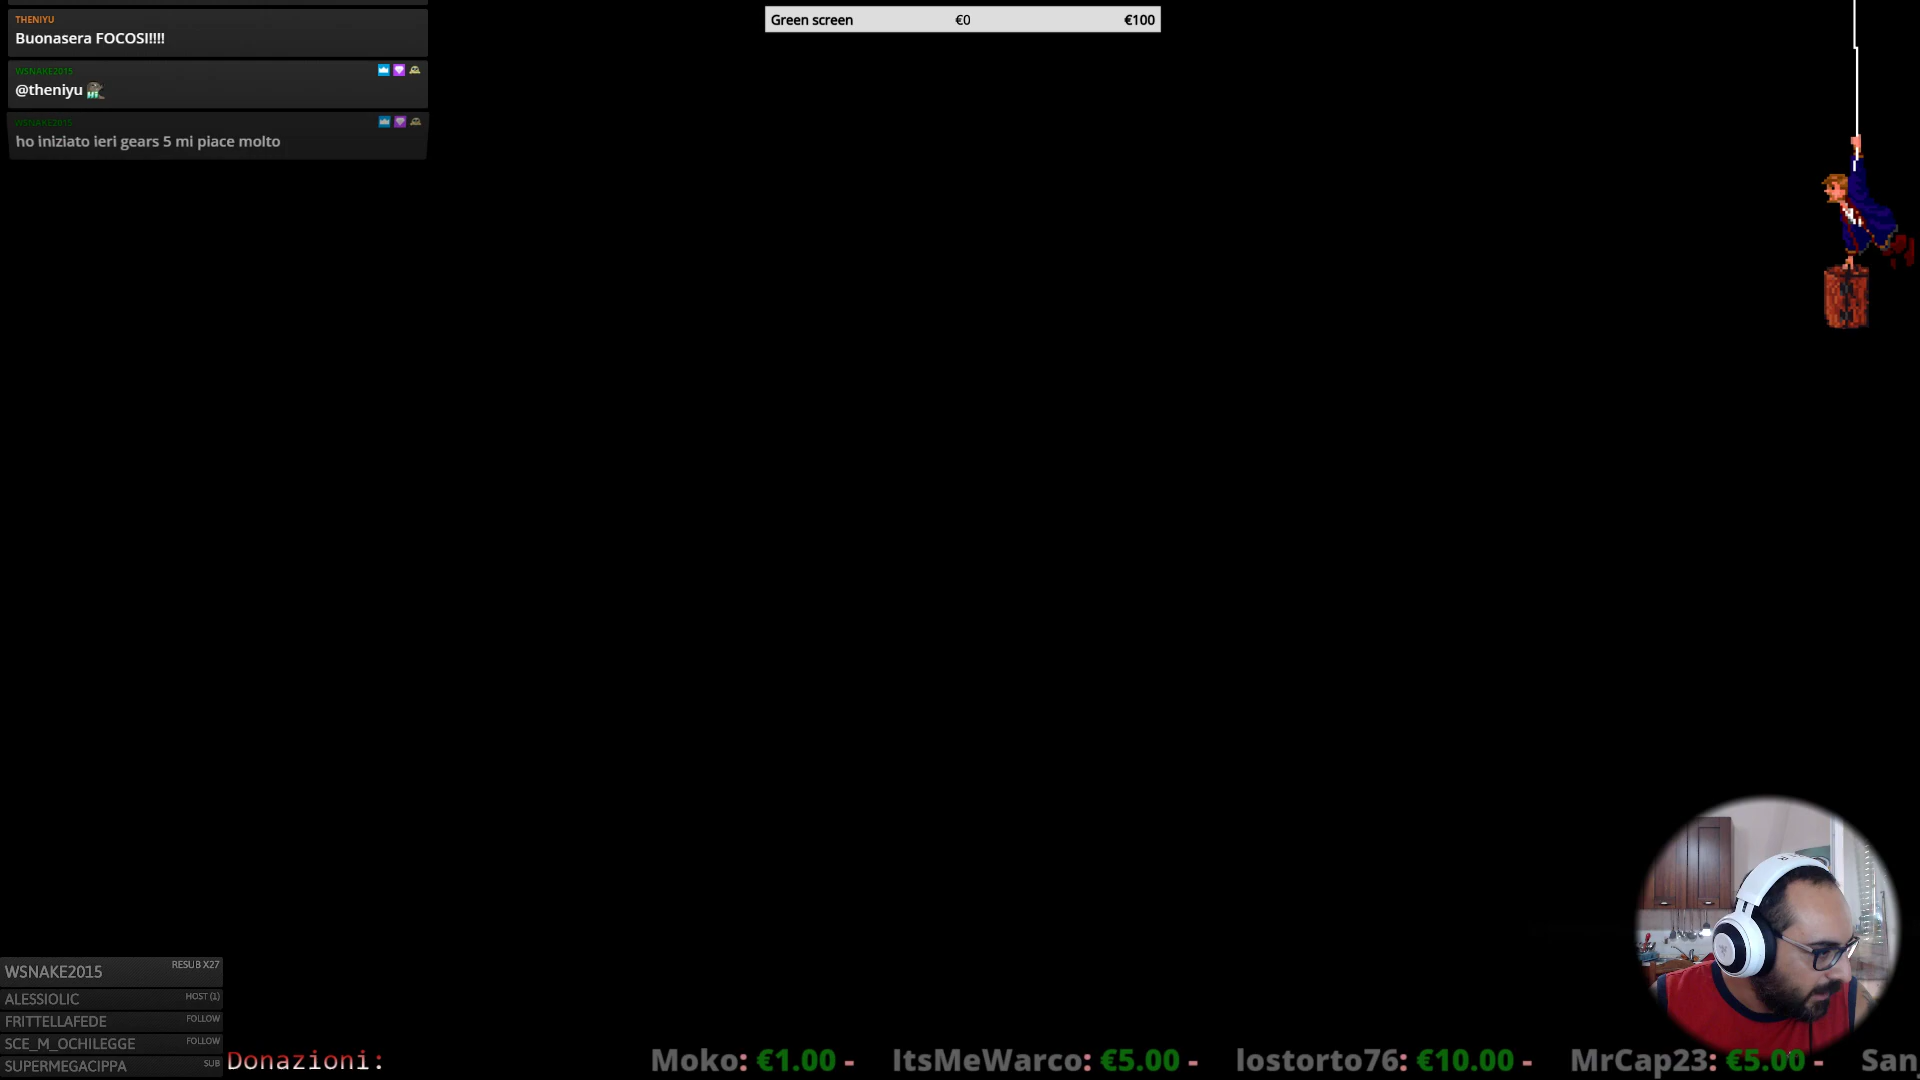 THENIYU
Buonasera FOCOSI!!!!
WSNAKE2015
@theniyu
WSNAKE2015
ho iniziato ieri gears 5 mi piace molto
Green screen €0 €100
WSNAKE2015 RESUB X27
ALESSIOLIC HOST (1)
FRITTELLAFEDE FOLLOW
SCE_M_OCHILEGGE FOLLOW
SUPERMEGACIPPA SUB
Donazioni: Moko: €1.00 - ItsMeWarco: €5.00 - lostorto76: €10.00 - MrCap23: €5.00 - San